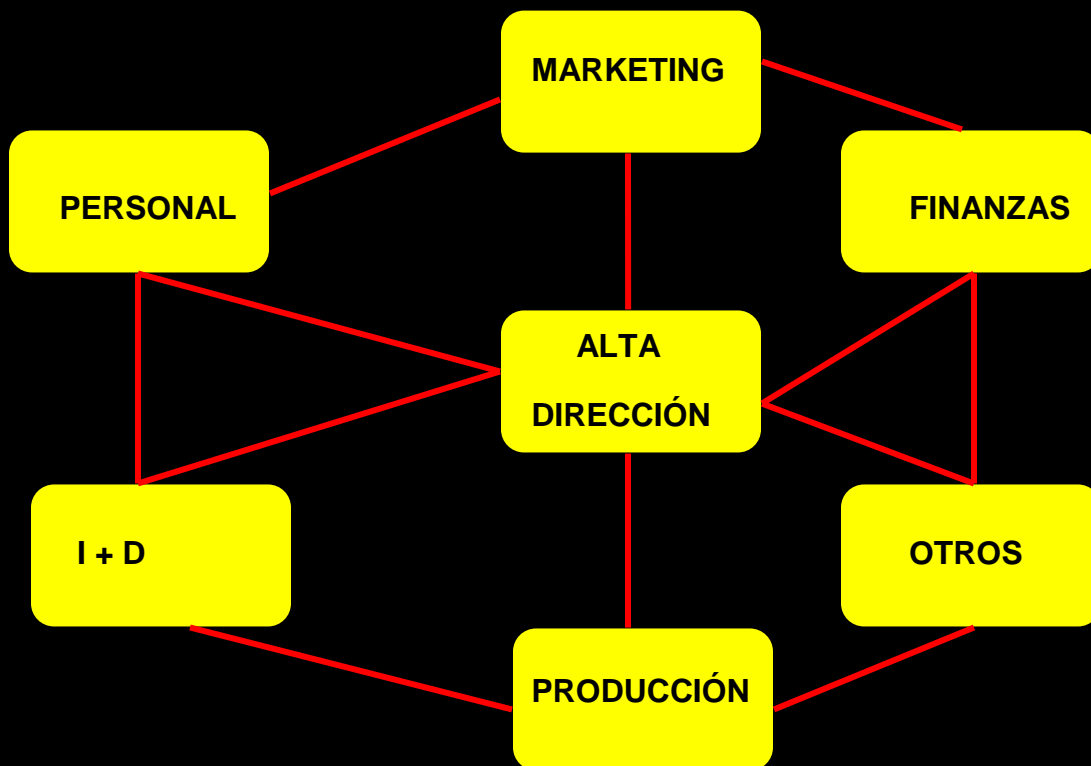 MARKETING
PERSONAL
FINANZAS
ALTA
DIRECCIÓN
I + D
OTROS
PRODUCCIÓN